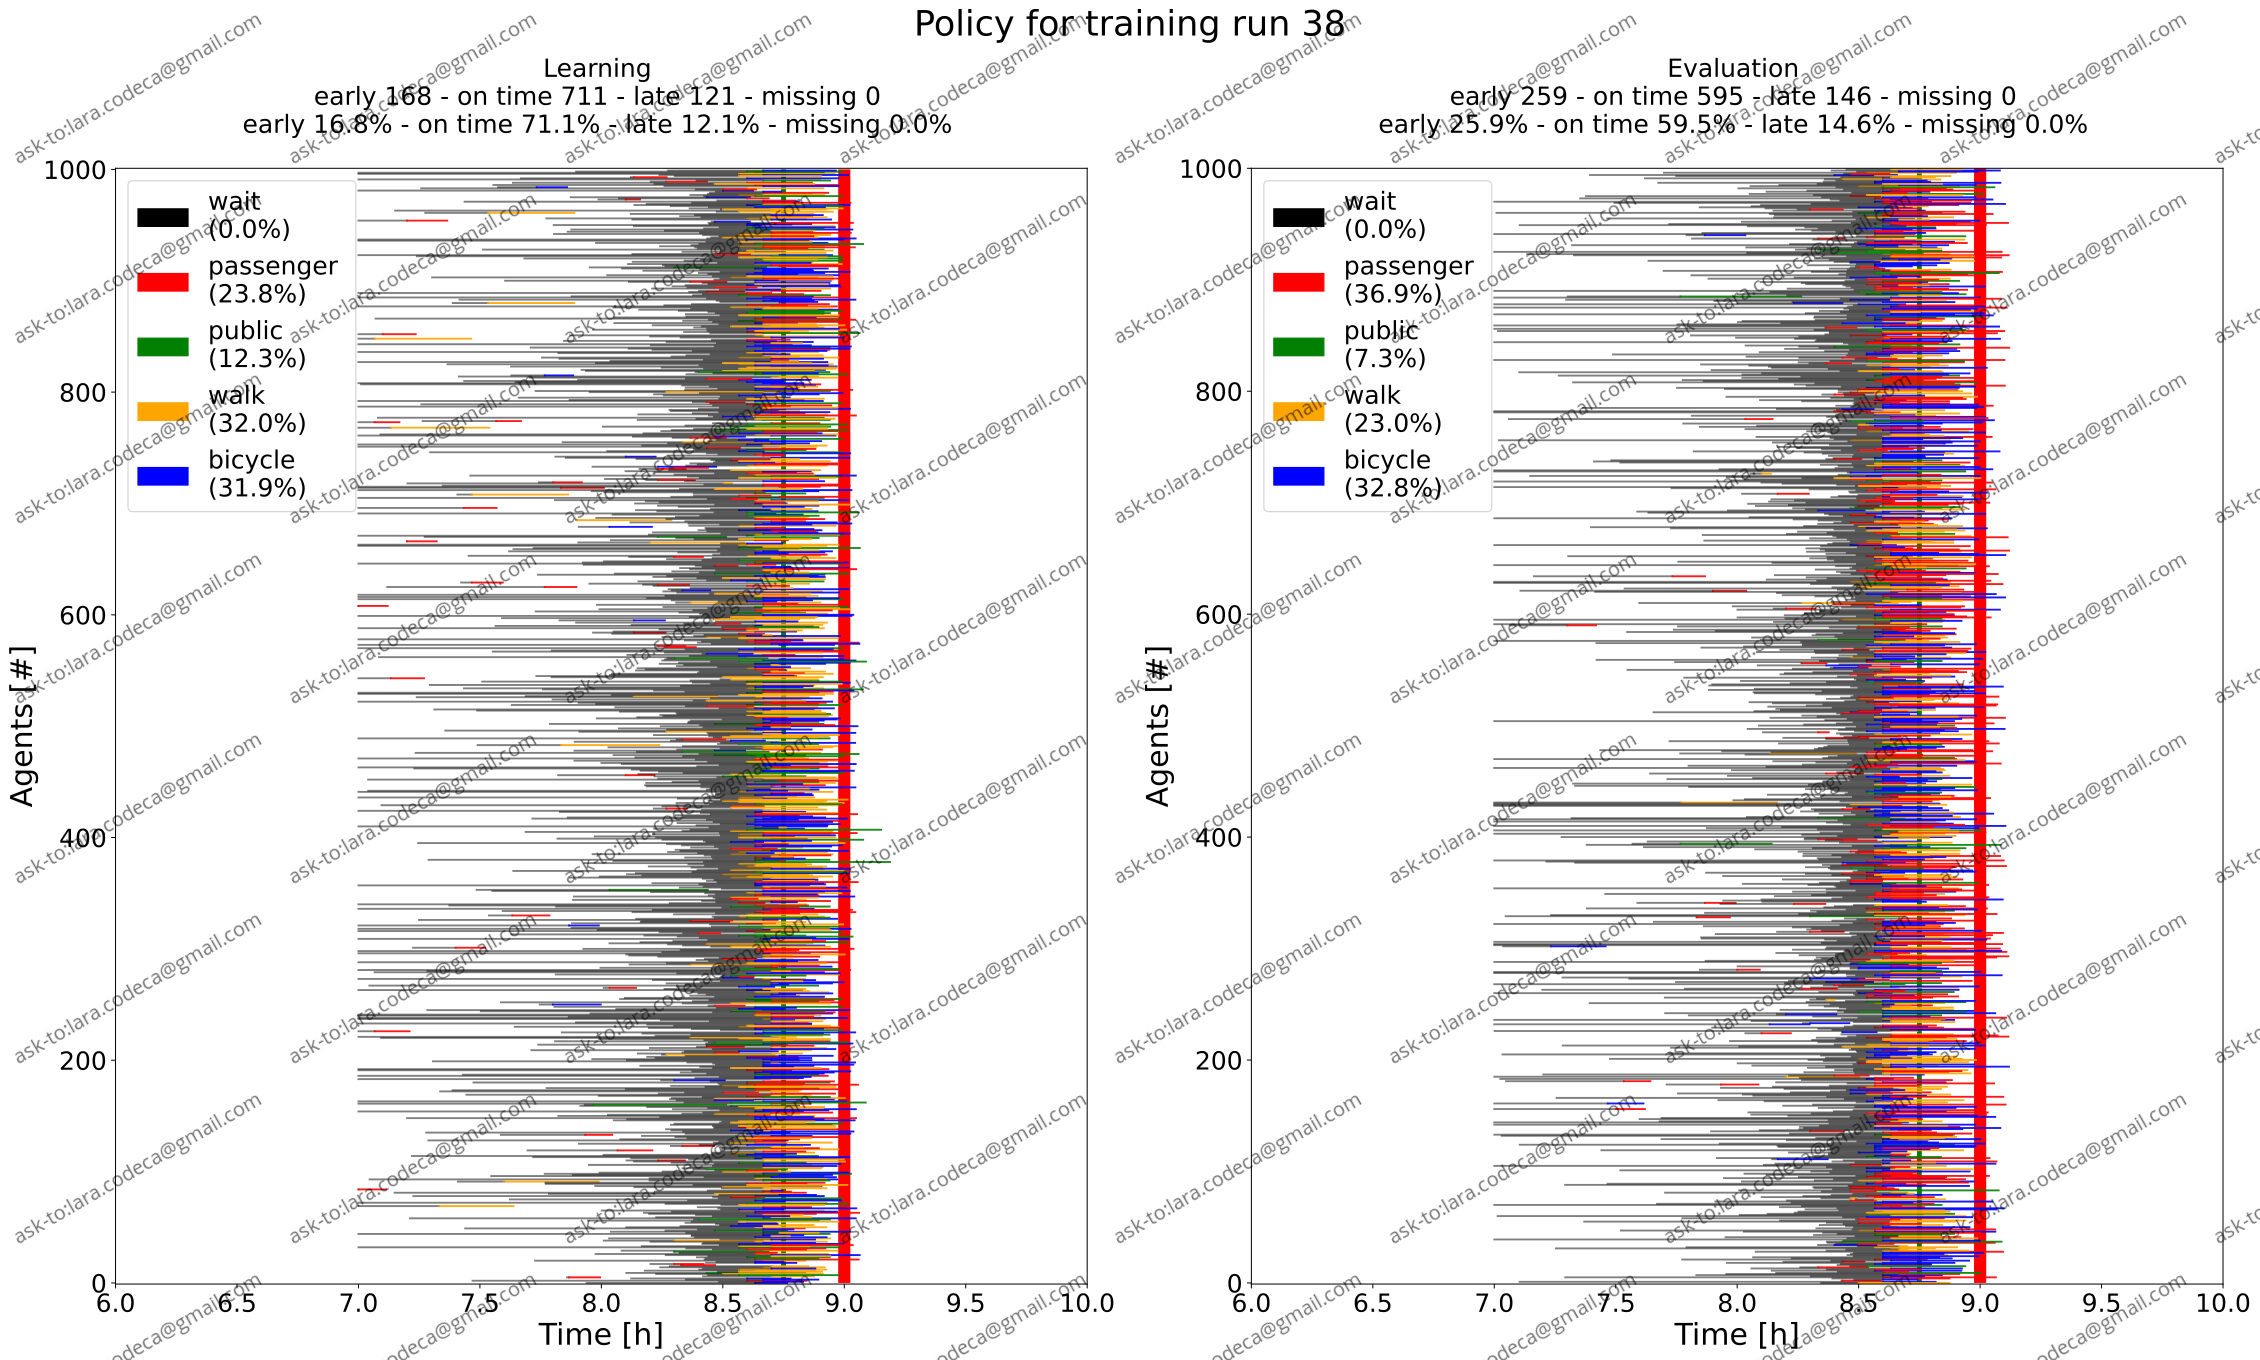 Policy for training run 38
Learning
early 168 - on time 711 - late 121 - missing 0
early 16.8% - on time 71.1% - late 12.1% - missing 0.0%
Evaluation
early 259 - on time 595 - late 146 - missing 0
early 25.9% - on time 59.5% - late 14.6% - missing 0.0%
1000
800
600
400
200
0
Agents [#]
wait
(0.0%)
passenger
(23.8%)
public
(12.3%)
walk
(32.0%)
bicycle
(31.9%)
6.0 6.5 7.0 7.5 8.0 8.5 9.0 9.5 10.0
Time [h]
1000
800
600
400
200
0
Agents [#]
wait
(0.0%)
passenger
(36.9%)
public
(7.3%)
walk
(23.0%)
bicycle
(32.8%)
6.0 6.5 7.0 7.5 8.0 8.5 9.0 9.5 10.0
Time [h]
ask-to:lara.codeca@gmail.com